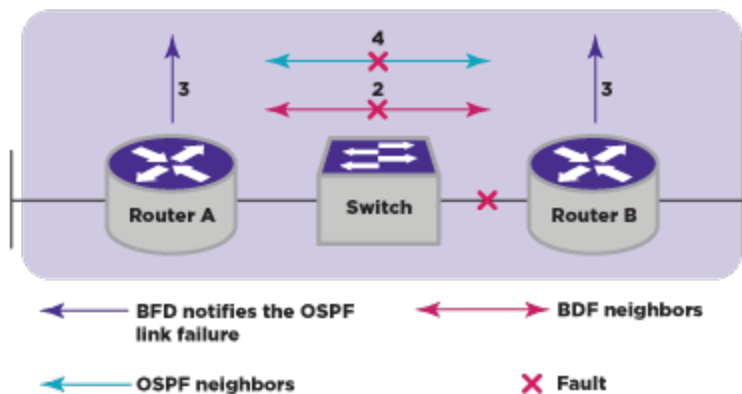 4
3
2
3
Router A
Switch
Router B
BFD notifies the OSPF
link failure
BDF neighbors
OSPF neighbors
Fault